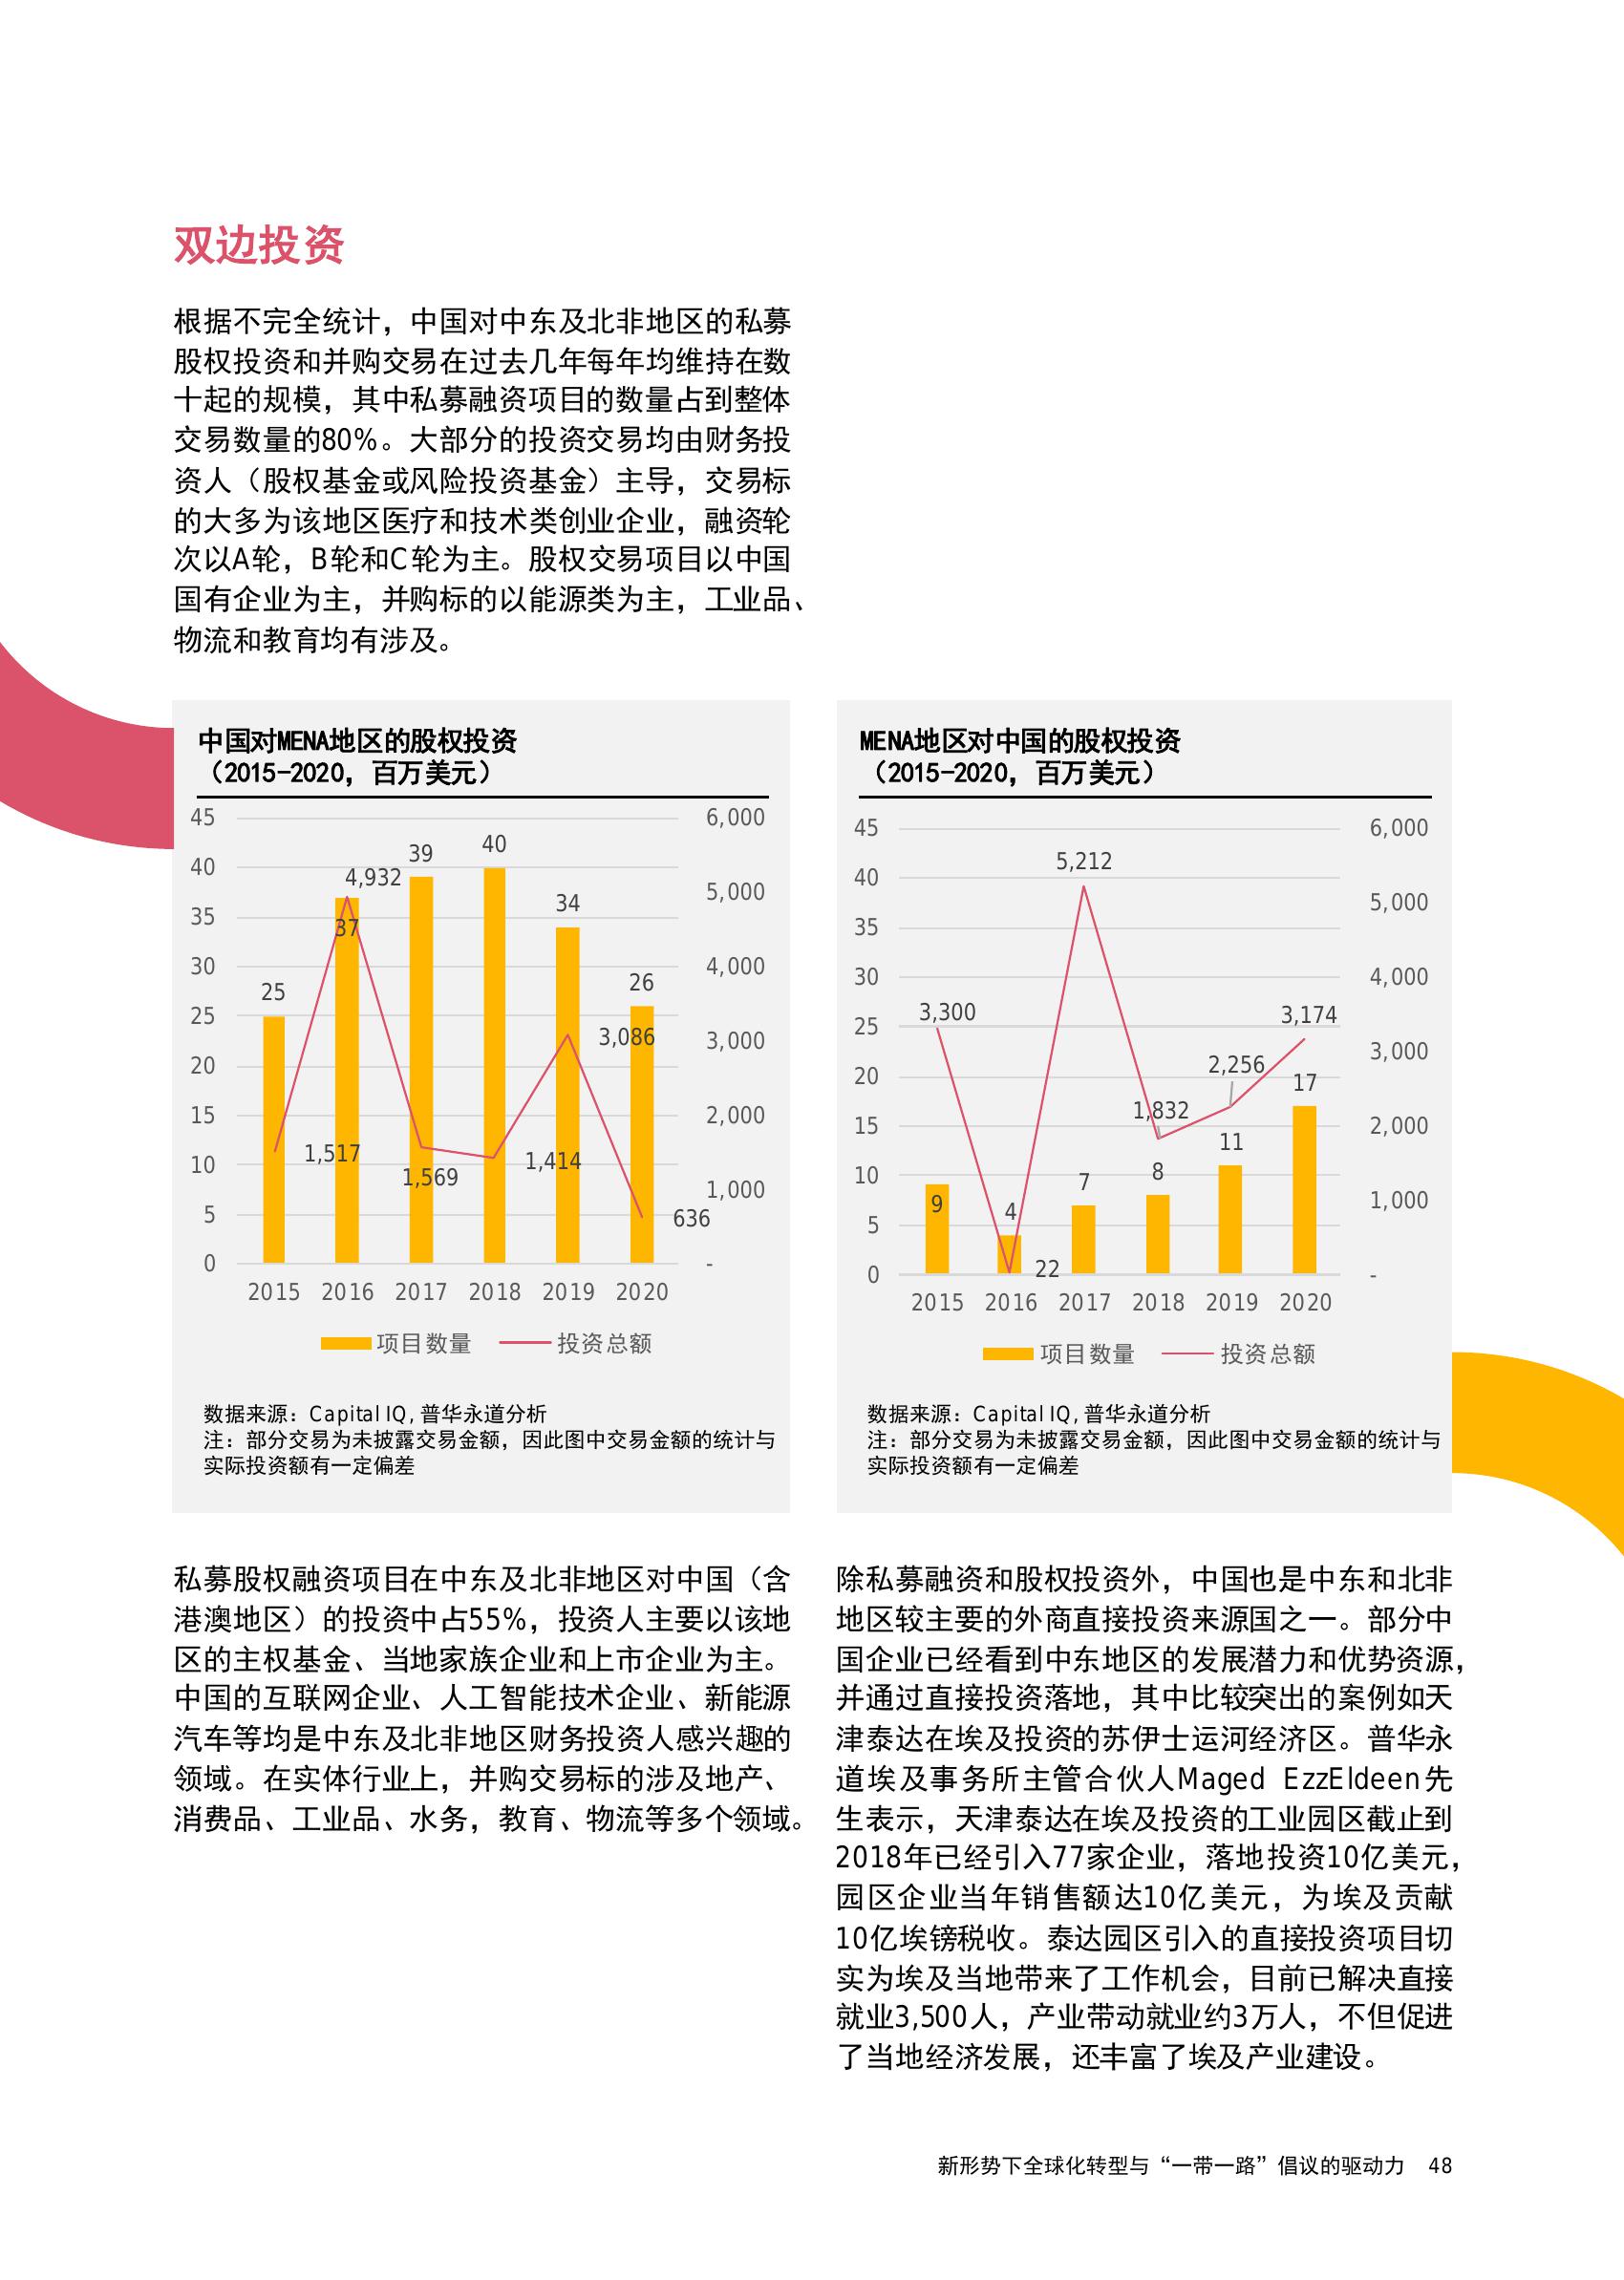 双边投资
根据不完全统计，中国对中东及北非地区的私募
股权投资和并购交易在过去几年每年均维持在数
十起的规模，其中私募融资项目的数量占到整体
交易数量的80%。大部分的投资交易均由财务投
资人（股权基金或风险投资基金）主导，交易标
的大多为该地区医疗和技术类创业企业，融资轮
次以A轮，B轮和C轮为主。股权交易项目以中国
国有企业为主，并购标的以能源类为主，工业品、
物流和教育均有涉及。
中国对MENA地区的股权投资
（2015-2020，百万美元）
45
40
35
30
25
20
15
10
5
0
6,000
5,000
4,000
3,000
2,000
1,000
-
25
37
39
40
34
26
1,517
4,932
1,569
1,414
3,086
636
2015 2016 2017 2018 2019 2020
项目数量 投资总额
数据来源：Capital IQ, 普华永道分析
注：部分交易为未披露交易金额，因此图中交易金额的统计与
实际投资额有一定偏差
MENA地区对中国的股权投资
（2015-2020，百万美元）
45
40
35
30
25
20
15
10
5
0
6,000
5,000
4,000
3,000
2,000
1,000
-
9
4
7
8
11
17
3,300
22
5,212
1,832
2,256
3,174
2015 2016 2017 2018 2019 2020
项目数量 投资总额
数据来源：Capital IQ, 普华永道分析
注：部分交易为未披露交易金额，因此图中交易金额的统计与
实际投资额有一定偏差
私募股权融资项目在中东及北非地区对中国（含
港澳地区）的投资中占55%，投资人主要以该地
区的主权基金、当地家族企业和上市企业为主。
中国的互联网企业、人工智能技术企业、新能源
汽车等均是中东及北非地区财务投资人感兴趣的
领域。在实体行业上，并购交易标的涉及地产、
消费品、工业品、水务，教育、物流等多个领域。
除私募融资和股权投资外，中国也是中东和北非
地区较主要的外商直接投资来源国之一。部分中
国企业已经看到中东地区的发展潜力和优势资源，
并通过直接投资落地，其中比较突出的案例如天
津泰达在埃及投资的苏伊士运河经济区。普华永
道埃及事务所主管合伙人Maged EzzEldeen先
生表示，天津泰达在埃及投资的工业园区截止到
2018年已经引入77家企业，落地投资10亿美元，
园区企业当年销售额达10亿美元，为埃及贡献
10亿埃镑税收。泰达园区引入的直接投资项目切
实为埃及当地带来了工作机会，目前已解决直接
就业3,500人，产业带动就业约3万人，不但促进
了当地经济发展，还丰富了埃及产业建设。
新形势下全球化转型与“一带一路”倡议的驱动力 48